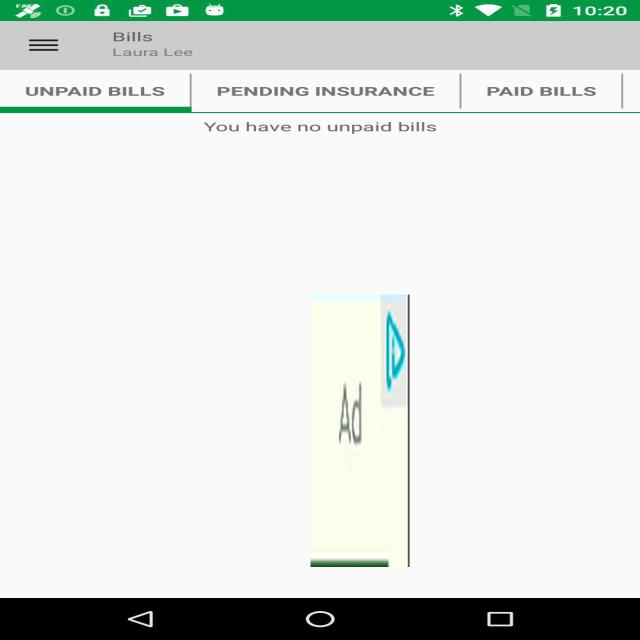 10:20
Bills
Laura Lee
UNPAID BILLS
PENDING INSURANCE
PAID BILLS
You have no unpaid bills
Ad